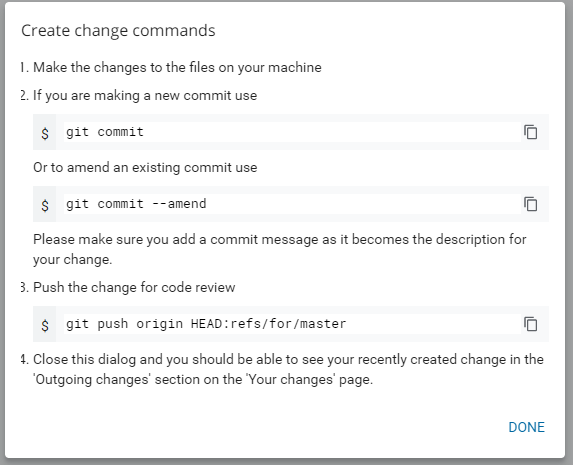 Create change commands
1. Make the changes to the files on your machine
2. If you are making a new commit use
$ git commit
Or to amend an existing commit use
$ git commit --amend
Please make sure you add a commit message as it becomes the description for
your change.
3. Push the change for code review
$ git push origin HEAD:refs/for/master
4. Close this dialog and you should be able to see your recently created change in the
'Outgoing changes' section on the 'Your changes' page.
DONE